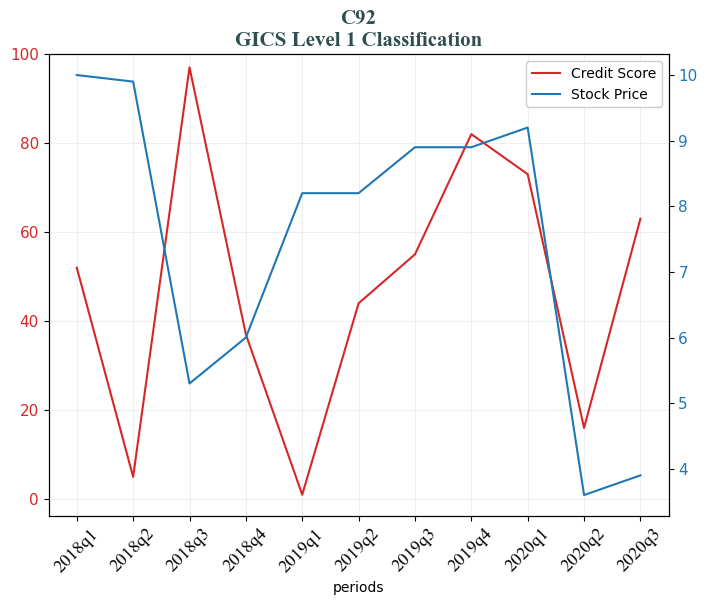 C92
GICS Level 1 Classification
100
80
60
40
20
0
10
9
8
7
6
5
4
Credit Score
Stock Price
2018q1
2018q2
2018q3
2018q4
2019q1
2019q2
2019q3
2019q4
2020q1
2020q2
2020q3
periods